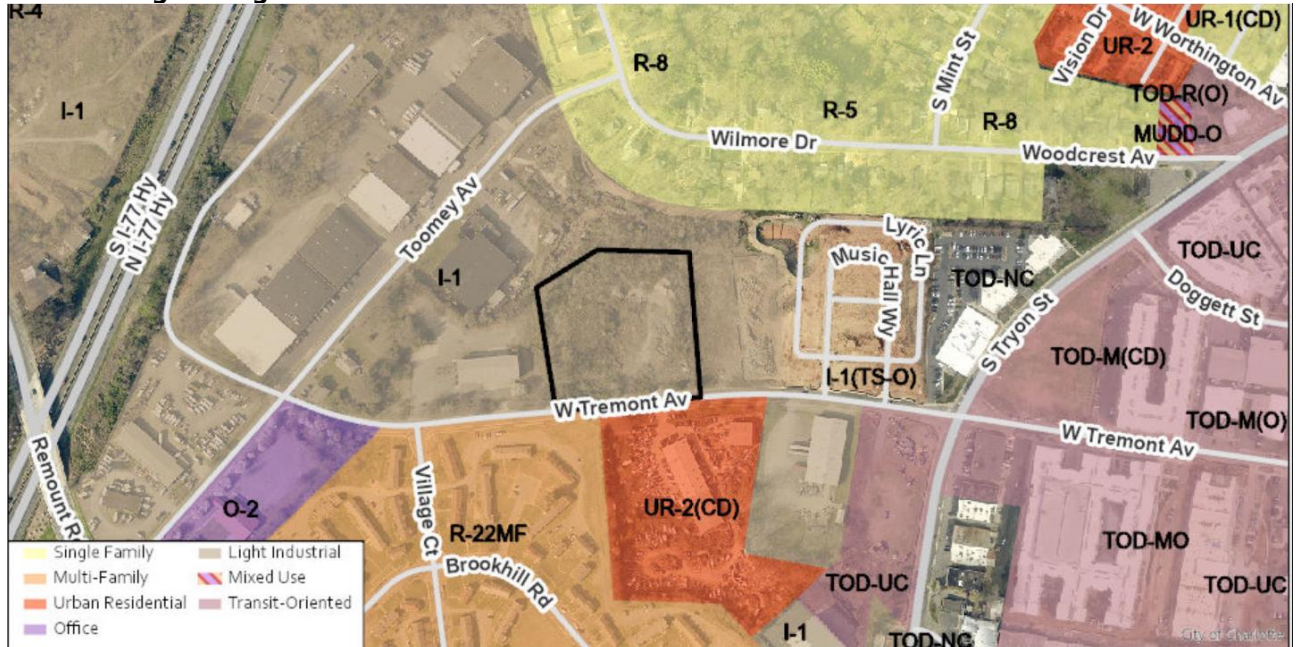 R-4
I-1
S I-77 Hy
N I-77 Hy
Remount Rd
Toomey Av
I-1
R-8
R-5
S Mint St
R-8
Wilmore Dr
Woodcrest Av
Vision Dr
UR-2
W Worthington Av
UR-1(CD)
TOD-R(O)
MUDD-O
Lyric Ln
Music Hall Wy
TOD-NC
I-1(TS-O)
S Tryon St
TOD-UC
Doggett St
TOD-M(CD)
TOD-M(O)
W Tremont Av
W Tremont Av
O-2
Village Ct
R-22MF
Brookhill Rd
UR-2(CD)
TOD-UC
I-1
TOD-NC
TOD-MO
TOD-UC
Single Family
Multi-Family
Urban Residential
Office
Light Industrial
Mixed Use
Transit-Oriented
City of Charlotte